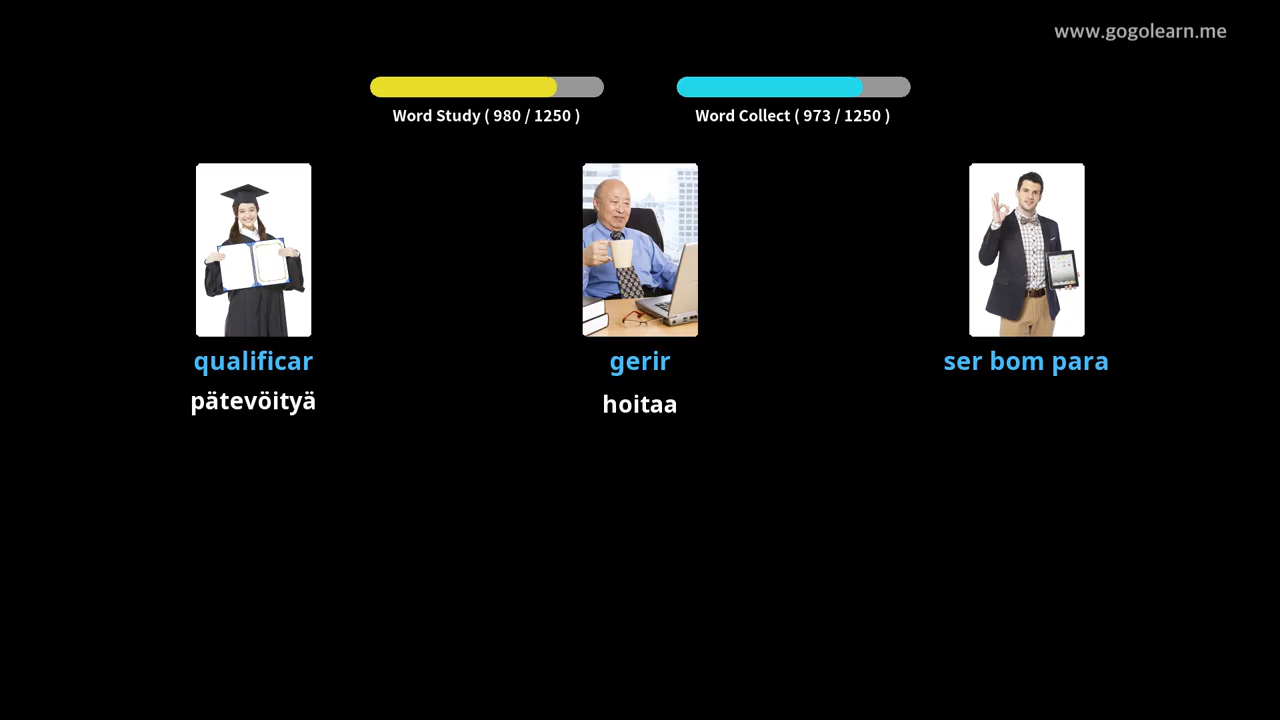 www.gogolearn.me
Word Study ( 980 / 1250 )
Word Collect ( 973 / 1250 )
qualificar
gerir
ser bom para
pätevöityä
hoitaa